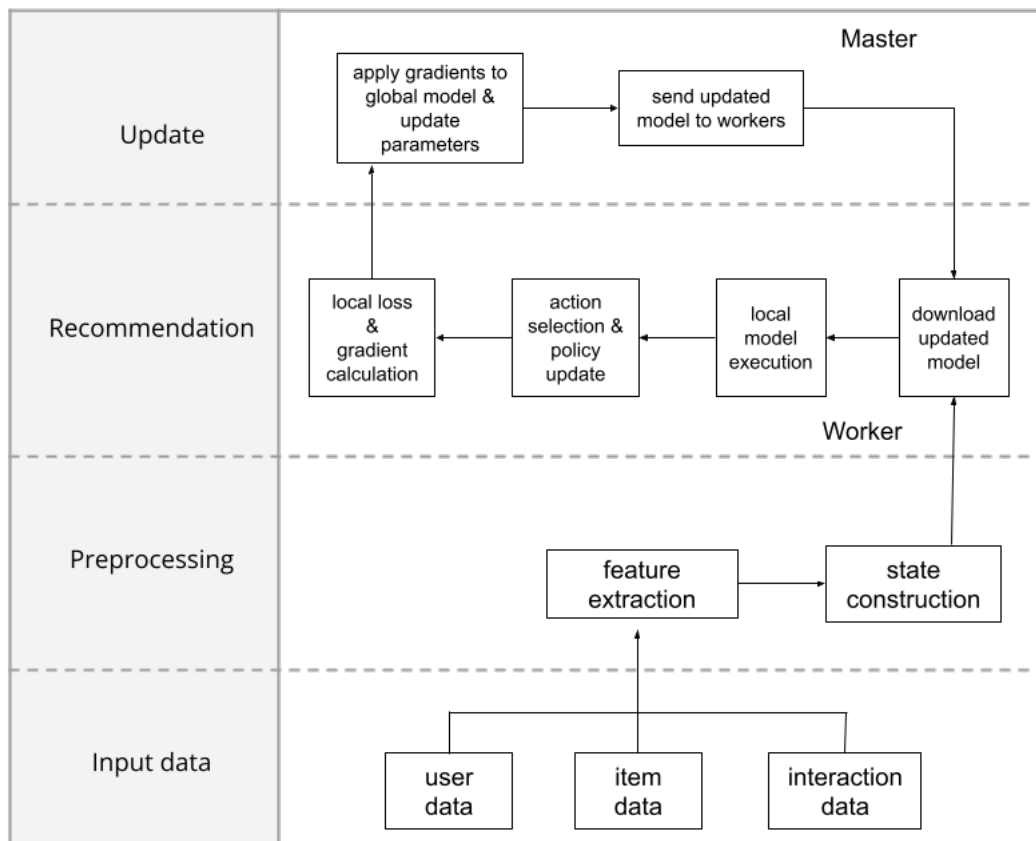 Master
apply gradients to
global model &
update
parameters
send updated
model to workers
Update
local loss
&
gradient
calculation
action
selection &
policy
update
local
model
execution
download
updated
model
Recommendation
Worker
feature
extraction
state
construction
Preprocessing
user
data
item
data
interaction
data
Input data